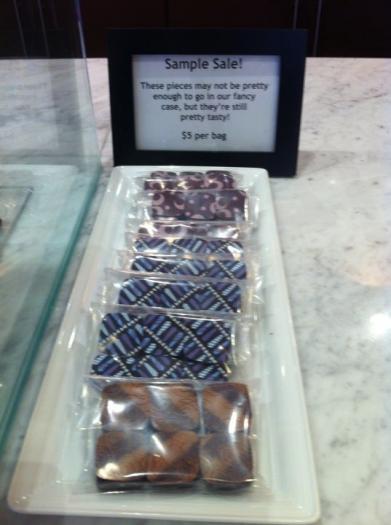 Sample Sale!
These pieces may not be pretty
enough to go in our fancy
case, but they're still
pretty tasty!
$5 per bag